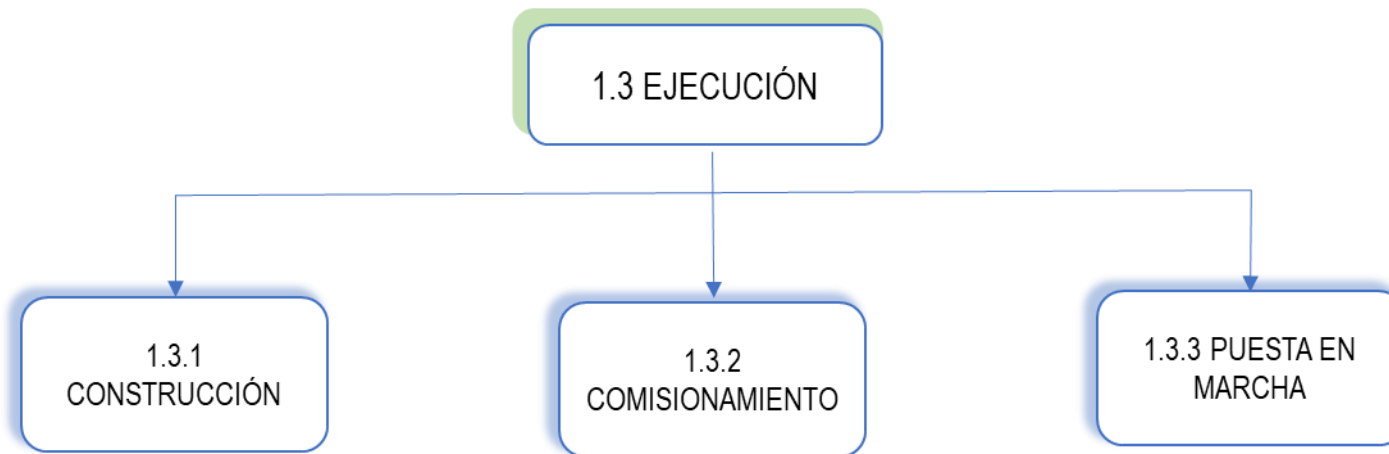 1.3 EJECUCIÓN
1.3.1
CONSTRUCCIÓN
1.3.2
COMISIONAMIENTO
1.3.3 PUESTA EN
MARCHA